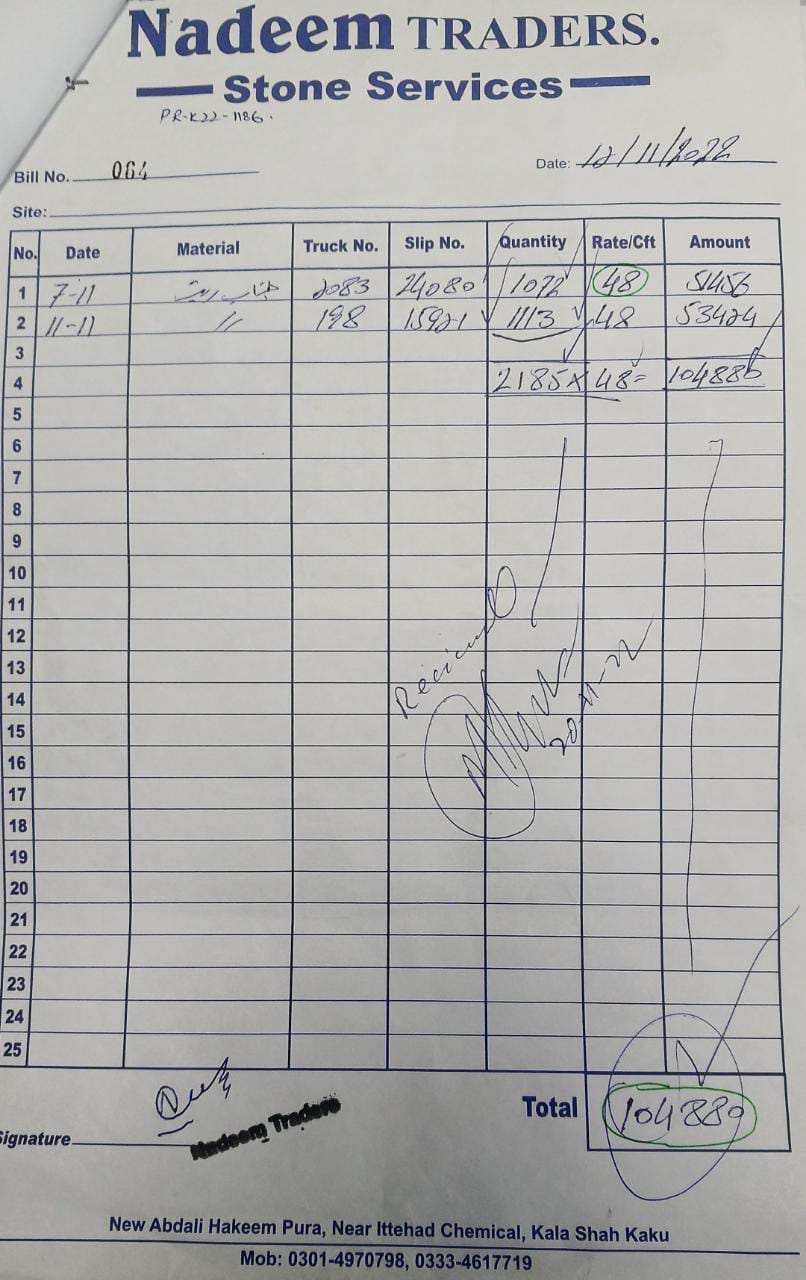 Nadeem TRADERS.
Stone Services
PR-K22-1186.
Bill No. 064
Date: 12/11/2022
Site:
No. Date Material Truck No. Slip No. Quantity Rate/Cft Amount
1 7-11 چناب ریت 2083 24080 1072 48 51456
2 11-11 // 198 15921 1113 48 53424
3
4 2185 x 48= 104880
5
6
7
8
9
10
11
12
13
14
15
16
17
18
19
20
21
22
23
24
25
Recieved
20-11-22
Total 104880
Signature
Nadeem Traders
New Abdali Hakeem Pura, Near Ittehad Chemical, Kala Shah Kaku
Mob: 0301-4970798, 0333-4617719